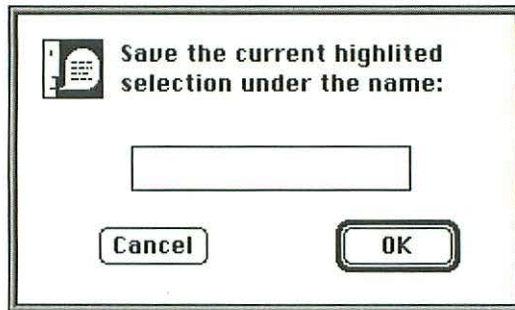 Save the current highlited
selection under the name:
Cancel
OK